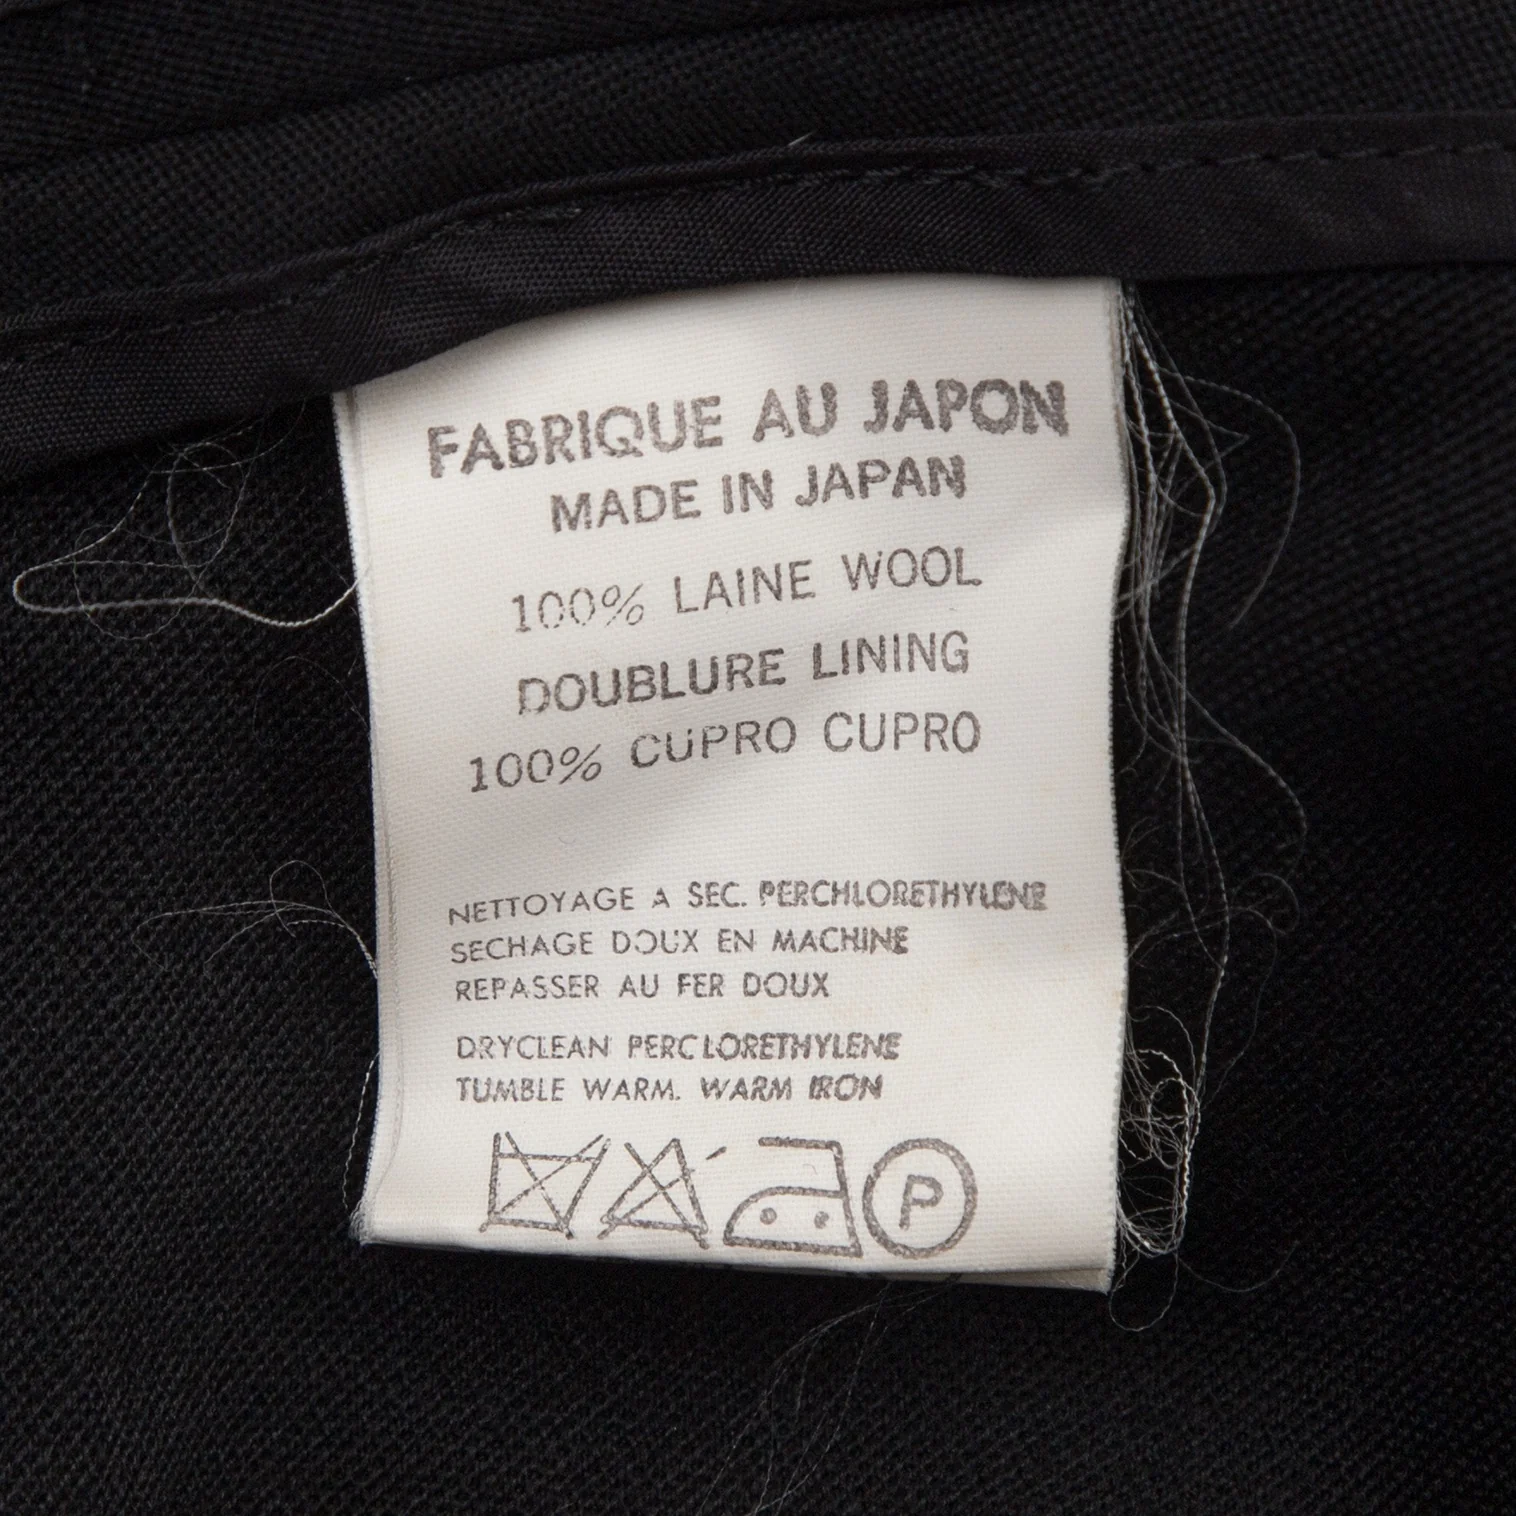 FABRIQUE AU JAPON
MADE IN JAPAN
100% LAINE WOOL
DOUBLURE LINING
100% CUPRO CUPRO
NETTOYAGE A SEC. PERCHLORETHYLENE
SECHAGE DOUX EN MACHINE
REPASSER AU FER DOUX
DRYCLEAN PERCLORETHYLENE
TUMBLE WARM. WARM IRON
P